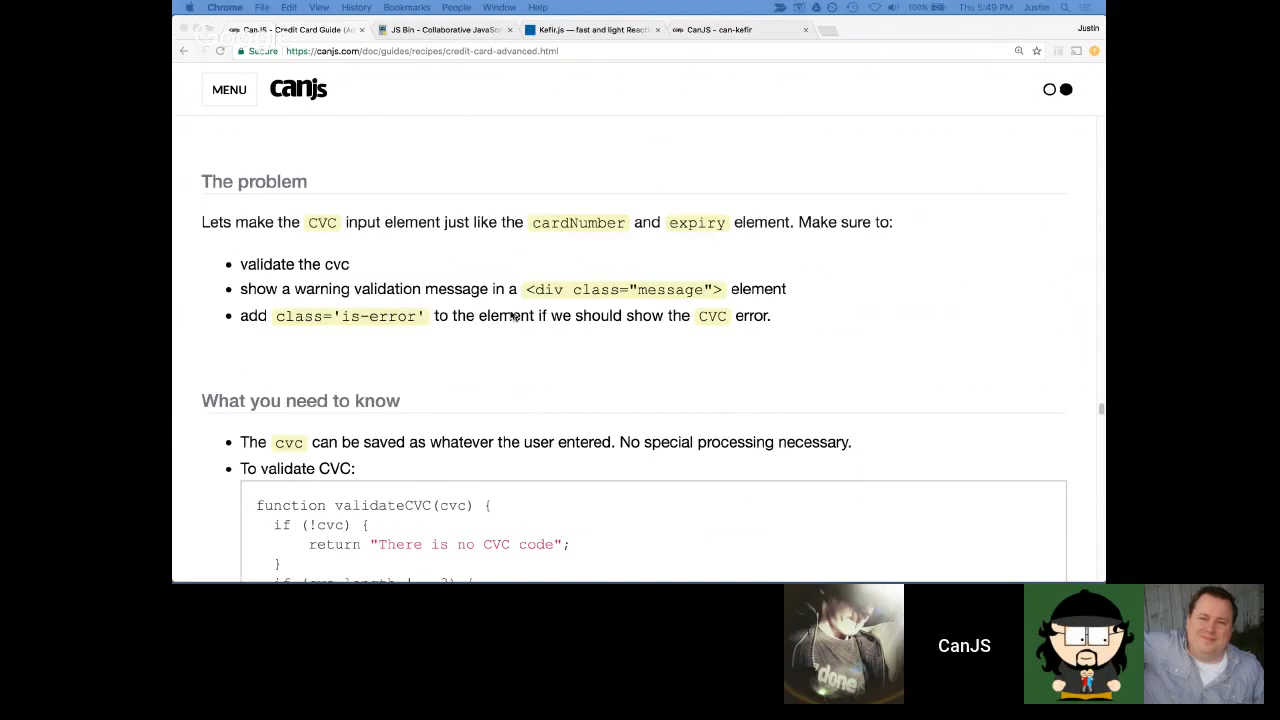 Chrome File Edit View History Bookmarks People Window Help 100% Thu 5:49 PM Justin
CanJS - Credit Card Guide (Ad × JS Bin - Collaborative JavaScr × Kefir.js — fast and light Reacti × CanJS - can-kefir × Justin
Secure https://canjs.com/doc/guides/recipes/credit-card-advanced.html
MENU canjs
The problem
Lets make the CVC input element just like the cardNumber and expiry element. Make sure to:
• validate the cvc
• show a warning validation message in a <div class="message"> element
• add class='is-error' to the element if we should show the CVC error.
What you need to know
• The cvc can be saved as whatever the user entered. No special processing necessary.
• To validate CVC:
function validateCVC(cvc) {
if (!cvc) {
return "There is no CVC code";
}
done
CanJS